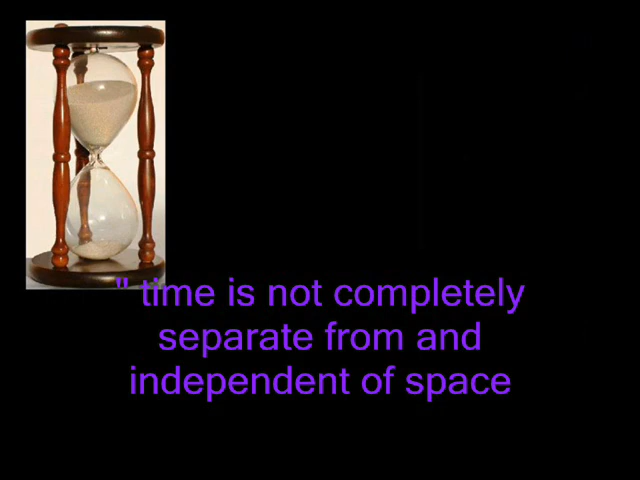 " time is not completely
separate from and
independent of space